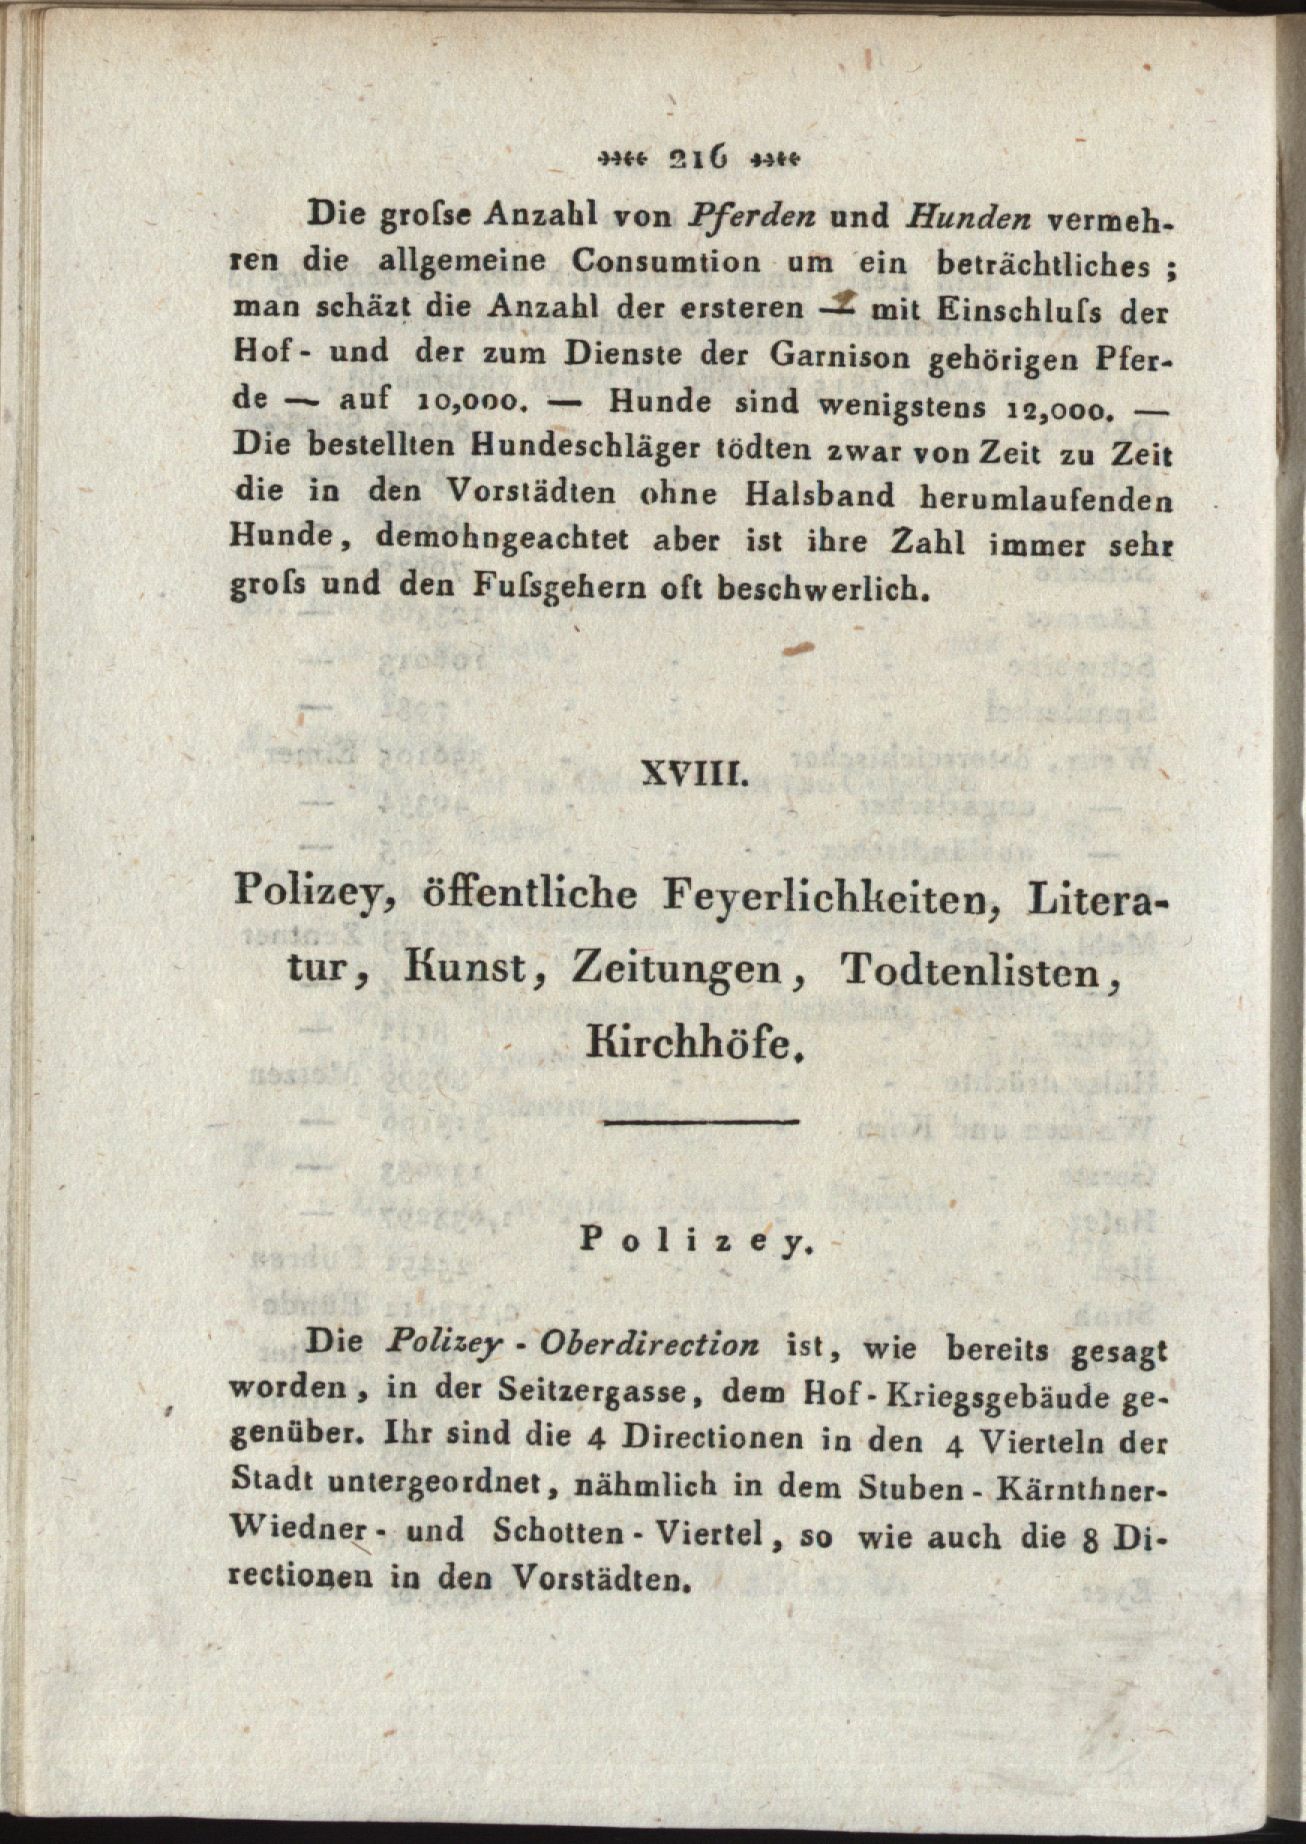 216
Die groſse Anzahl von Pferden und Hunden vermeh-
ren die allgemeine Consumtion um ein beträchtliches ;
man schäzt die Anzahl der ersteren — mit Einschluſs der
Hof- und der zum Dienste der Garnison gehörigen Pfer-
de — auf 10,000. — Hunde sind wenigstens 12,000. —
Die bestellten Hundeschläger tödten zwar von Zeit zu Zeit
die in den Vorstädten ohne Halsband herumlaufenden
Hunde, demohngeachtet aber ist ihre Zahl immer sehr
groſs und den Fuſsgehern oft beschwerlich.
XVIII.
Polizey, öffentliche Feyerlichkeiten, Litera-
tur, Kunst, Zeitungen, Todtenlisten,
Kirchhöfe.
Polizey.
Die Polizey - Oberdirection ist, wie bereits gesagt
worden, in der Seitzergasse, dem Hof-Kriegsgebäude ge-
genüber. Ihr sind die 4 Directionen in den 4 Vierteln der
Stadt untergeordnet, nähmlich in dem Stuben - Kärnthner-
Wiedner - und Schotten - Viertel, so wie auch die 8 Di-
rectionen in den Vorstädten.